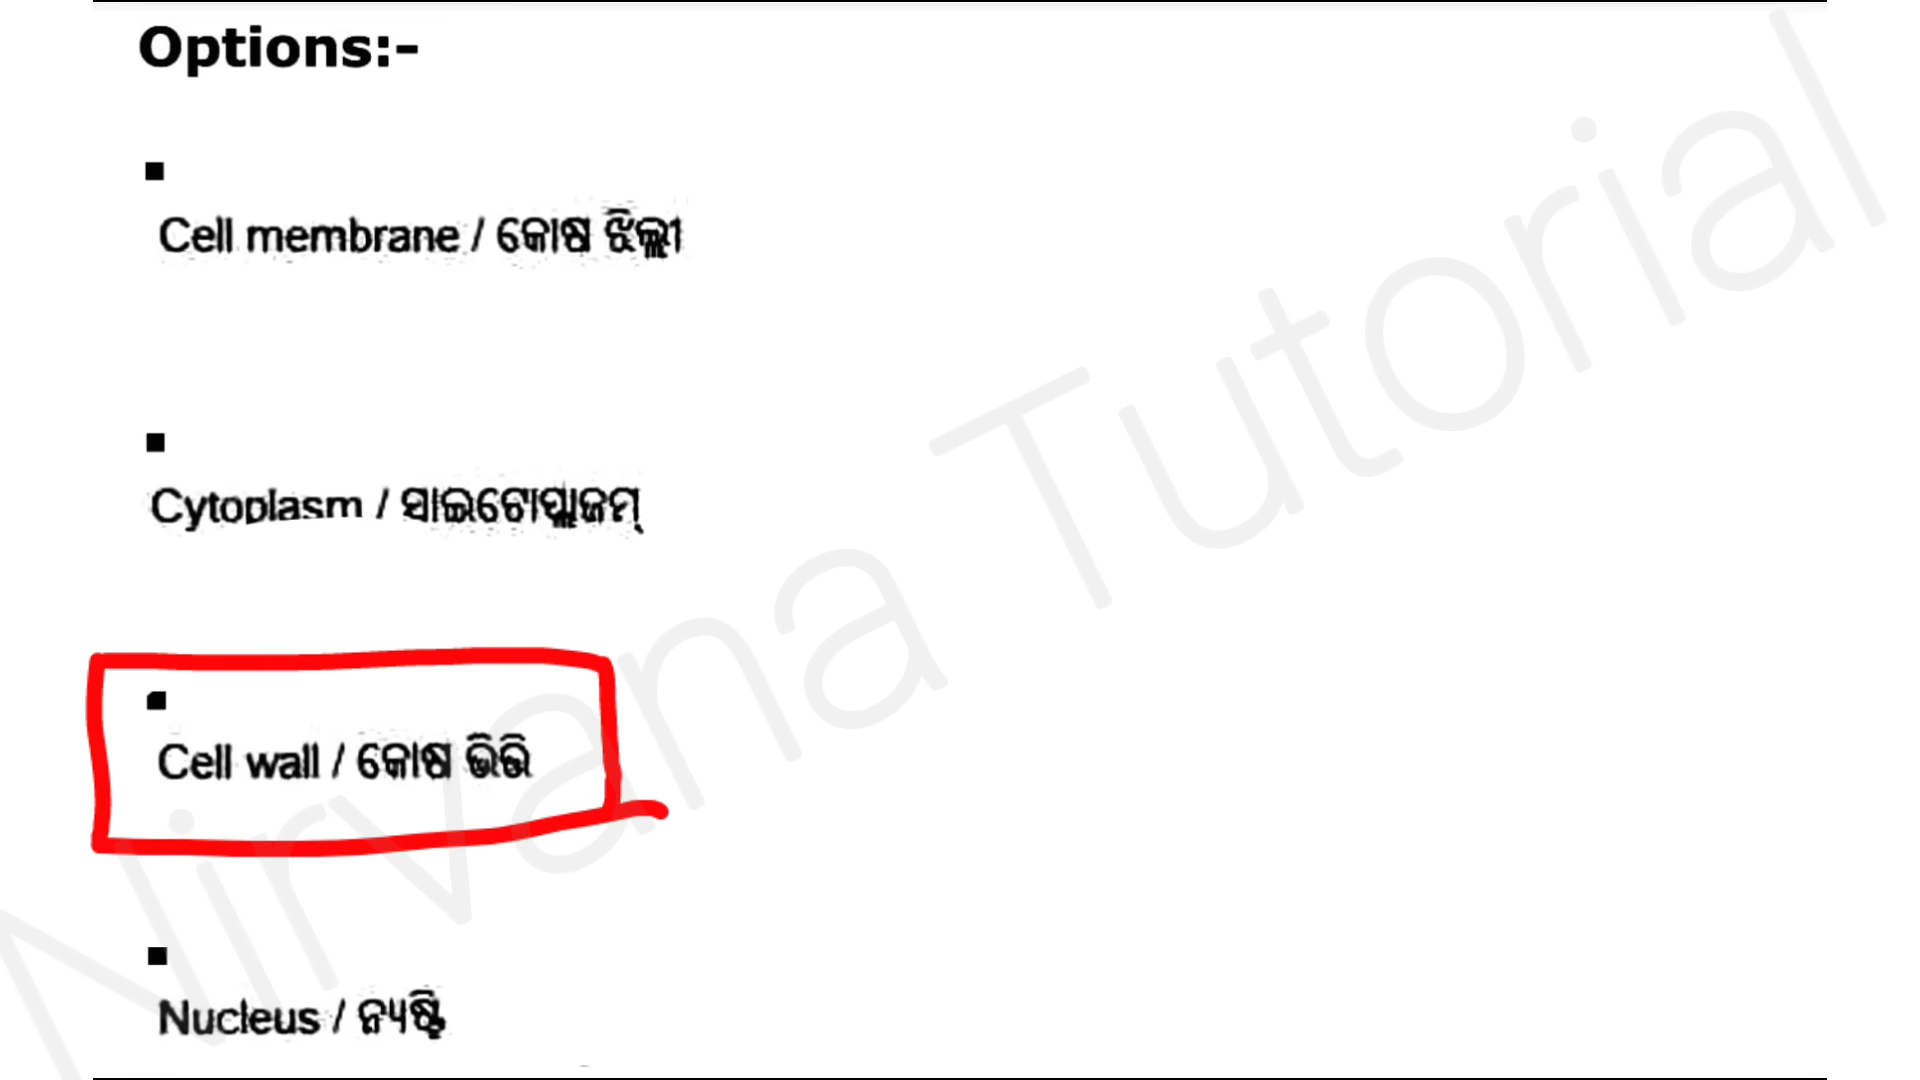 Options:-
Cell membrane / କୋଷ ଝିଲ୍ଲୀ
Cytoplasm / ସାଇଟୋପ୍ଲାଜମ୍
Cell wall / କୋଷ ଭିତ୍ତି
Nucleus / ନ୍ୟଷ୍ଟି
Nirvana Tutorial